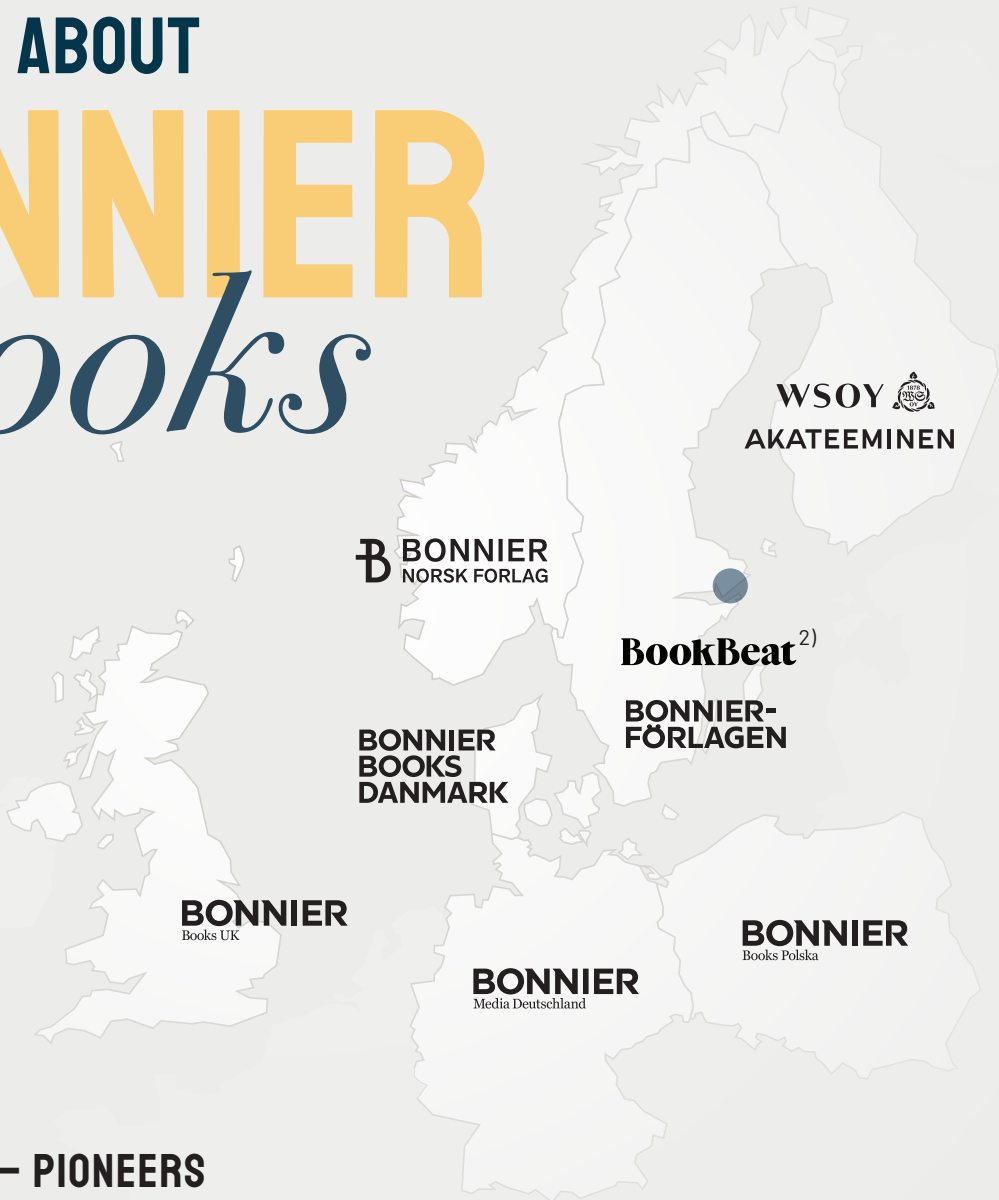 ABOUT
NNIER
ooks
WSOY
1878
AKATEEMINEN
B BONNIER
NORSK FORLAG
BookBeat 2)
BONNIER-
FÖRLAGEN
BONNIER
BOOKS
DANMARK
BONNIER
Books UK
BONNIER
Books Polska
BONNIER
Media Deutschland
– PIONEERS